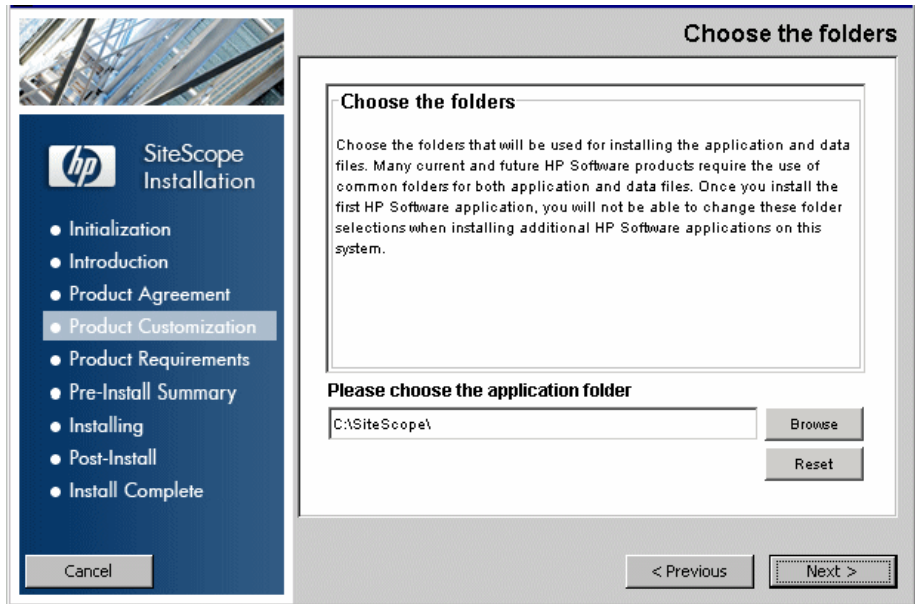 Choose the folders
hp
SiteScope
Installation
Initialization
Introduction
Product Agreement
Product Customization
Product Requirements
Pre-Install Summary
Installing
Post-Install
Install Complete
Choose the folders
Choose the folders that will be used for installing the application and data
files. Many current and future HP Software products require the use of
common folders for both application and data files. Once you install the
first HP Software application, you will not be able to change these folder
selections when installing additional HP Software applications on this
system.
Please choose the application folder
C:\SiteScope\
Browse
Reset
Cancel
< Previous
Next >